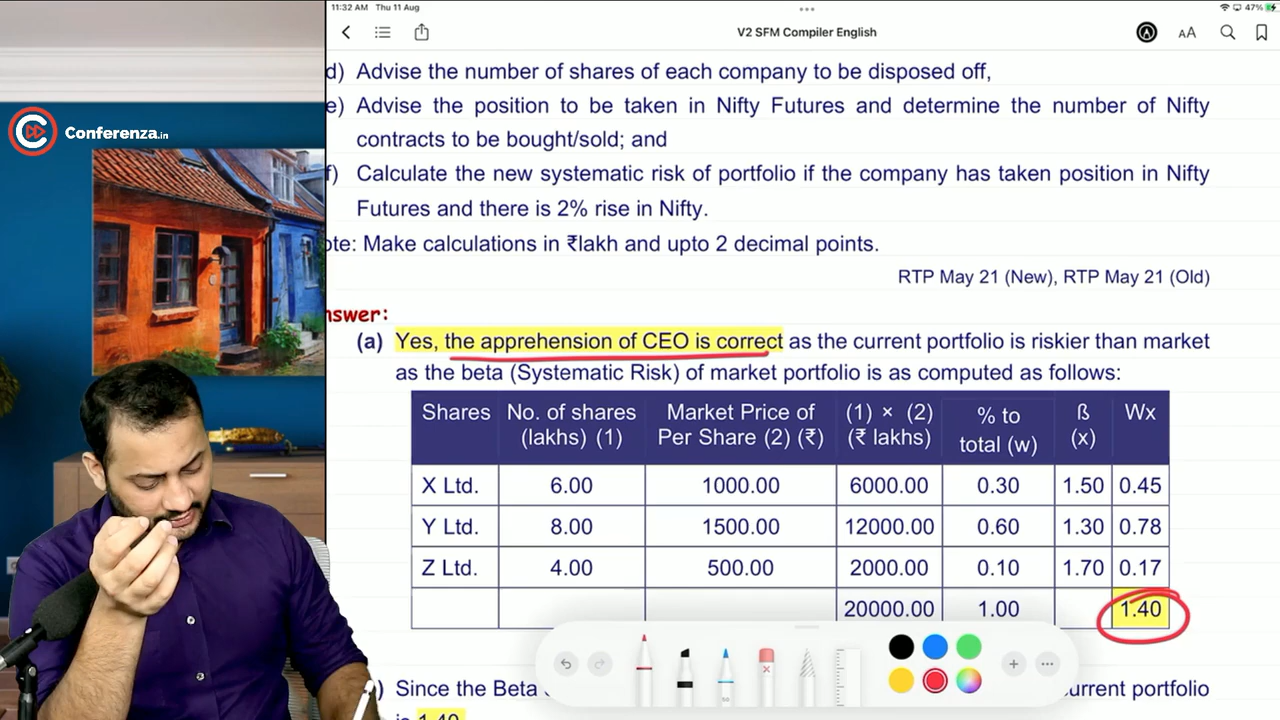 11:32 AM Thu 11 Aug
47%
V2 SFM Compiler English
AA
Conferenza.in
d) Advise the number of shares of each company to be disposed off,
e) Advise the position to be taken in Nifty Futures and determine the number of Nifty
contracts to be bought/sold; and
f) Calculate the new systematic risk of portfolio if the company has taken position in Nifty
Futures and there is 2% rise in Nifty.
ote: Make calculations in ₹lakh and upto 2 decimal points.
RTP May 21 (New), RTP May 21 (Old)
nswer:
(a) Yes, the apprehension of CEO is correct as the current portfolio is riskier than market
as the beta (Systematic Risk) of market portfolio is as computed as follows:
Shares No. of shares (lakhs) (1) Market Price of Per Share (2) (₹) (1) × (2) (₹ lakhs) % to total (w) ß (x) Wx
X Ltd. 6.00 1000.00 6000.00 0.30 1.50 0.45
Y Ltd. 8.00 1500.00 12000.00 0.60 1.30 0.78
Z Ltd. 4.00 500.00 2000.00 0.10 1.70 0.17
20000.00 1.00 1.40
) Since the Beta urrent portfolio
is 1.40